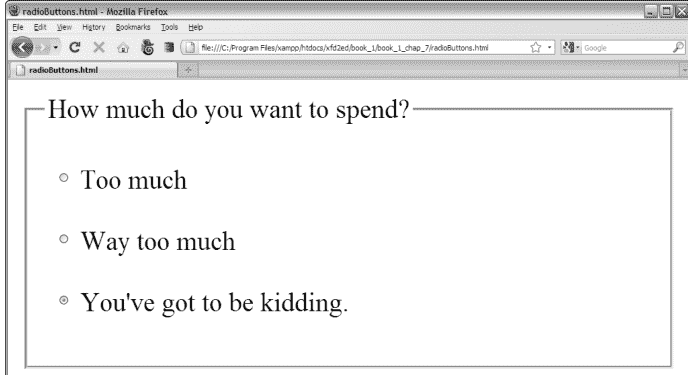 radioButtons.html - Mozilla Firefox
File Edit View History Bookmarks Tools Help
file:///C:/Program Files/xampp/htdocs/xfd2ed/book_1/book_1_chap_7/radioButtons.html
Google
radioButtons.html
How much do you want to spend?
Too much
Way too much
You've got to be kidding.